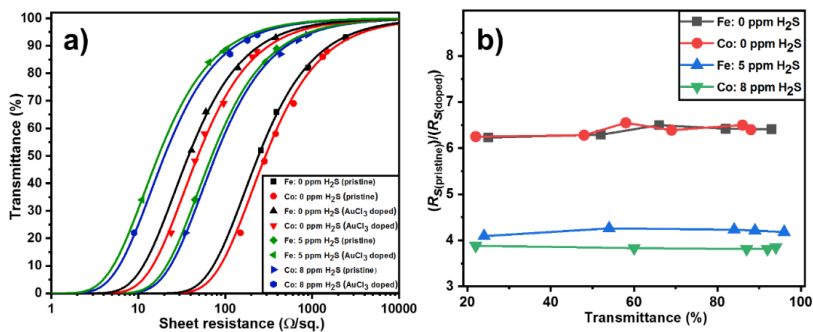 a)
100
90
80
70
60
50
40
30
20
10
0
Transmittance (%)
Fe: 0 ppm H₂S (pristine)
Co: 0 ppm H₂S (pristine)
Fe: 0 ppm H₂S (AuCl₃ doped)
Co: 0 ppm H₂S (AuCl₃ doped)
Fe: 5 ppm H₂S (pristine)
Fe: 5 ppm H₂S (AuCl₃ doped)
Co: 8 ppm H₂S (pristine)
Co: 8 ppm H₂S (AuCl₃ doped)
1 10 100 1000 10000
Sheet resistance (Ω/sq.)
b)
Fe: 0 ppm H₂S
Co: 0 ppm H₂S
Fe: 5 ppm H₂S
Co: 8 ppm H₂S
9
8
7
6
5
4
3
(Rs(pristine))/(Rs(doped))
20 40 60 80 100
Transmittance (%)